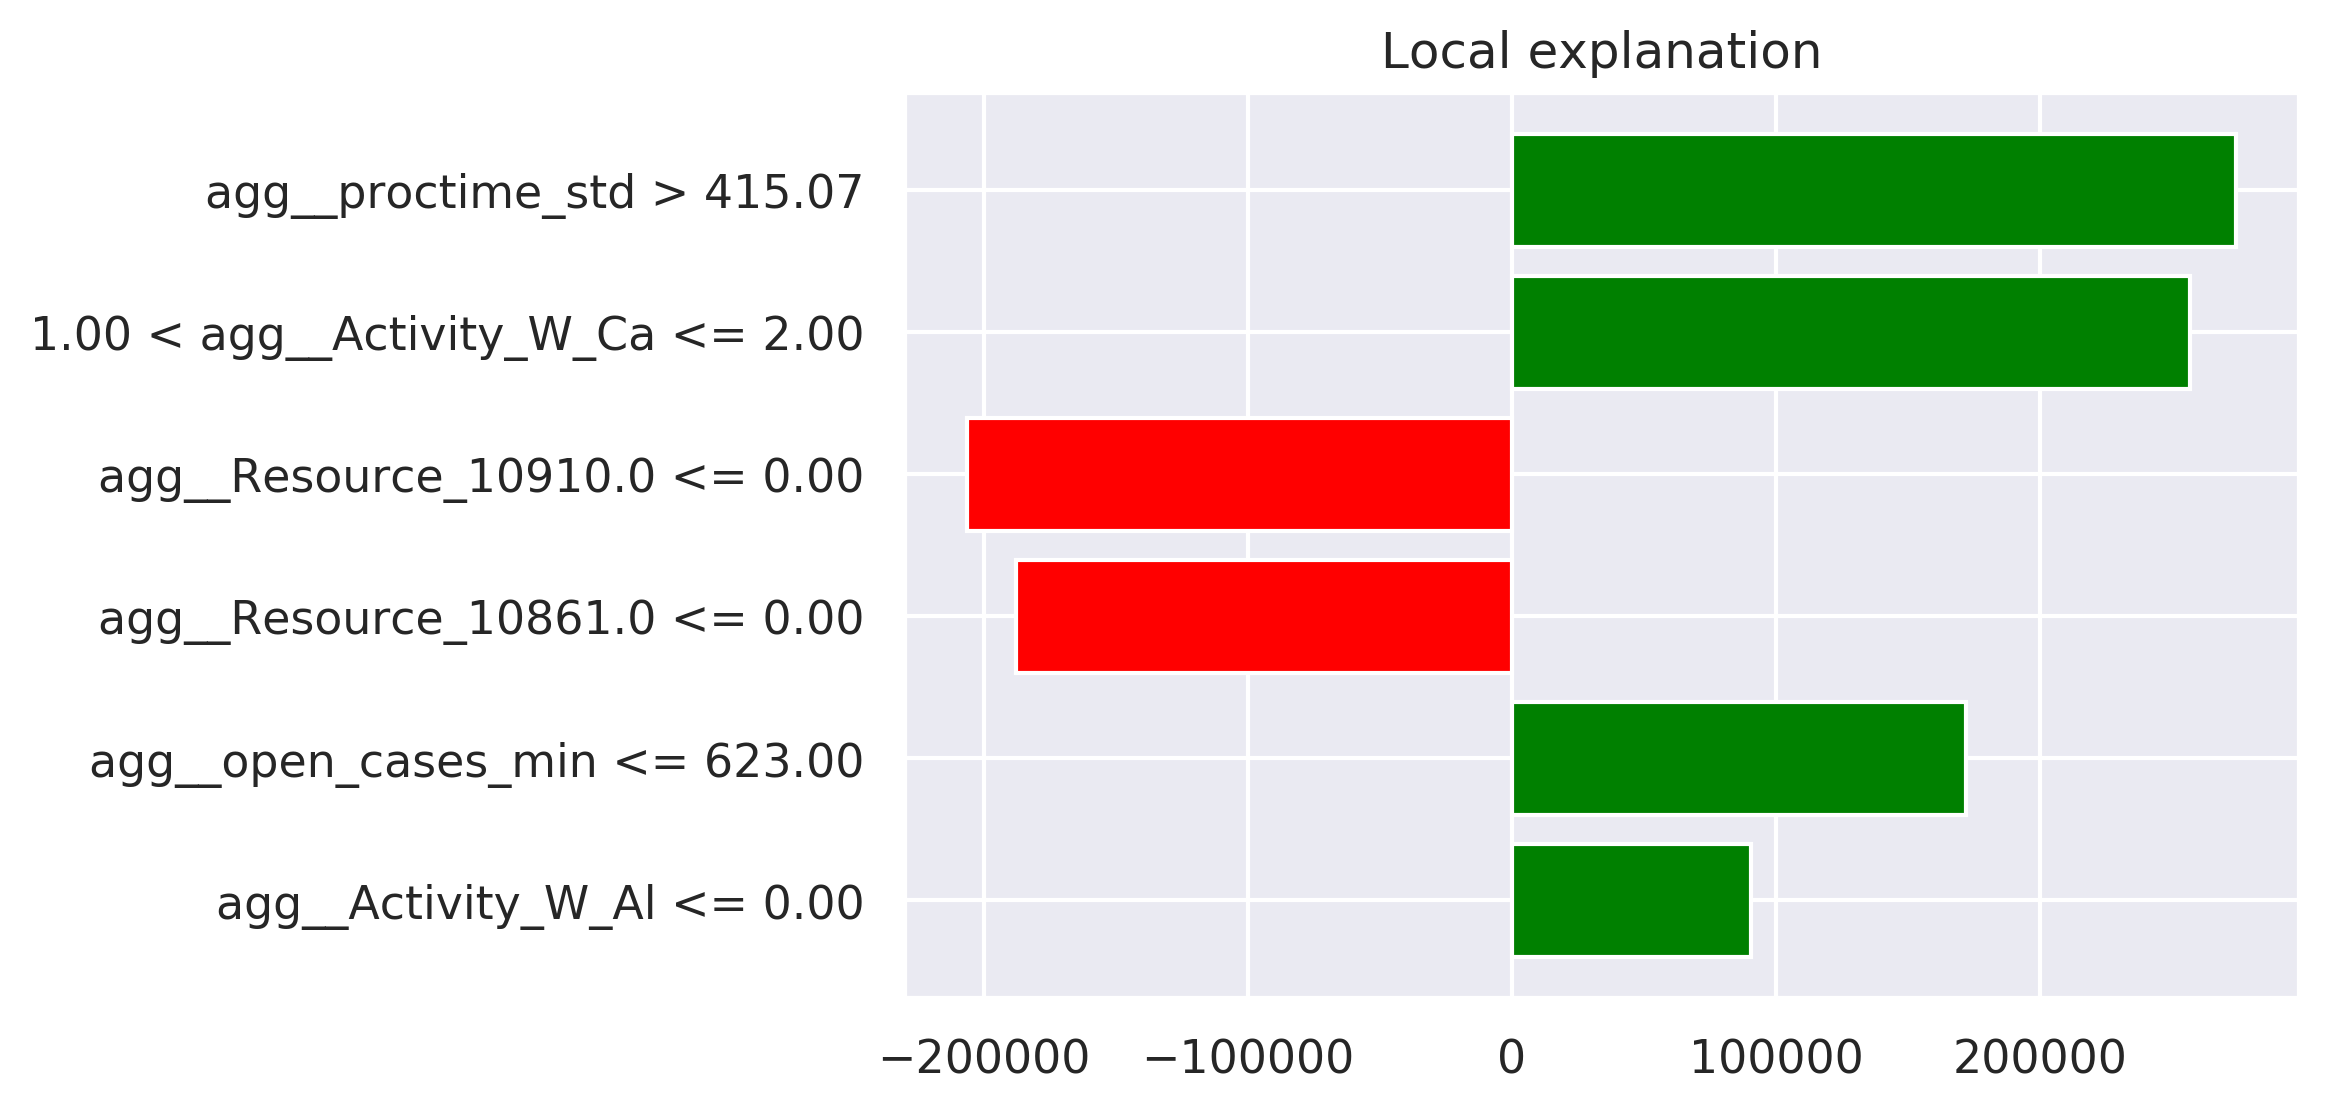 Local explanation
agg__proctime_std > 415.07
1.00 < agg__Activity_W_Ca <= 2.00
agg__Resource_10910.0 <= 0.00
agg__Resource_10861.0 <= 0.00
agg__open_cases_min <= 623.00
agg__Activity_W_Al <= 0.00
−200000 −100000 0 100000 200000